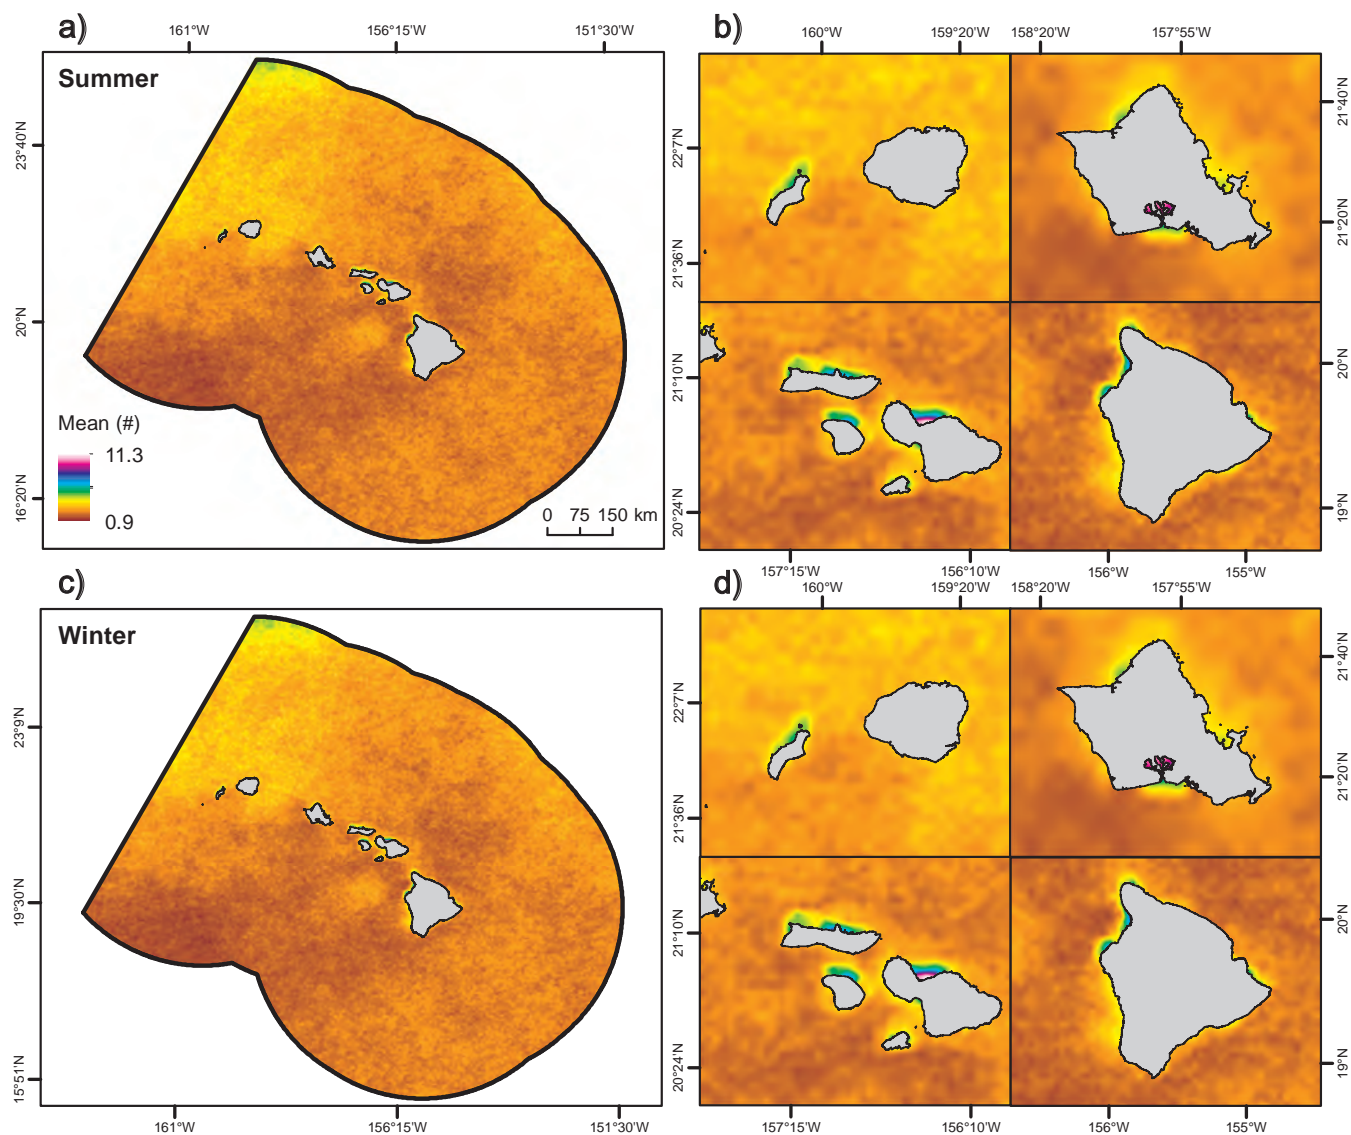 a)
161°W 156°15'W 151°30'W
b)
160°W 159°20'W 158°20'W 157°55'W
Summer
23°40'N
20°N
16°20'N
Mean (#)
11.3
0.9
0 75 150 km
22°7'N
21°36'N
21°40'N
21°20'N
21°10'N
20°24'N
20°N
19°N
157°15'W 156°10'W 156°W 155°W
c)
d)
160°W 159°20'W 158°20'W 157°55'W
Winter
23°9'N
19°30'N
15°51'N
22°7'N
21°36'N
21°40'N
21°20'N
21°10'N
20°24'N
20°N
19°N
161°W 156°15'W 151°30'W
157°15'W 156°10'W 156°W 155°W